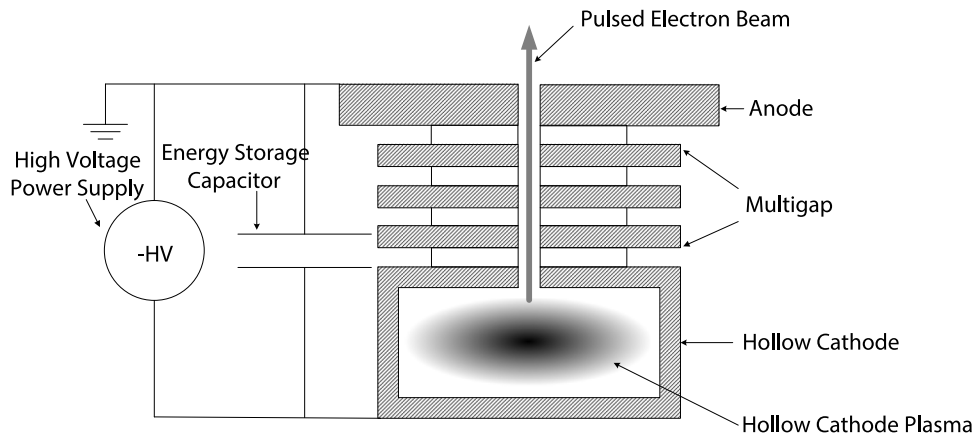 Pulsed Electron Beam
Anode
High Voltage
Power Supply
Energy Storage
Capacitor
Multigap
-HV
Hollow Cathode
Hollow Cathode Plasma